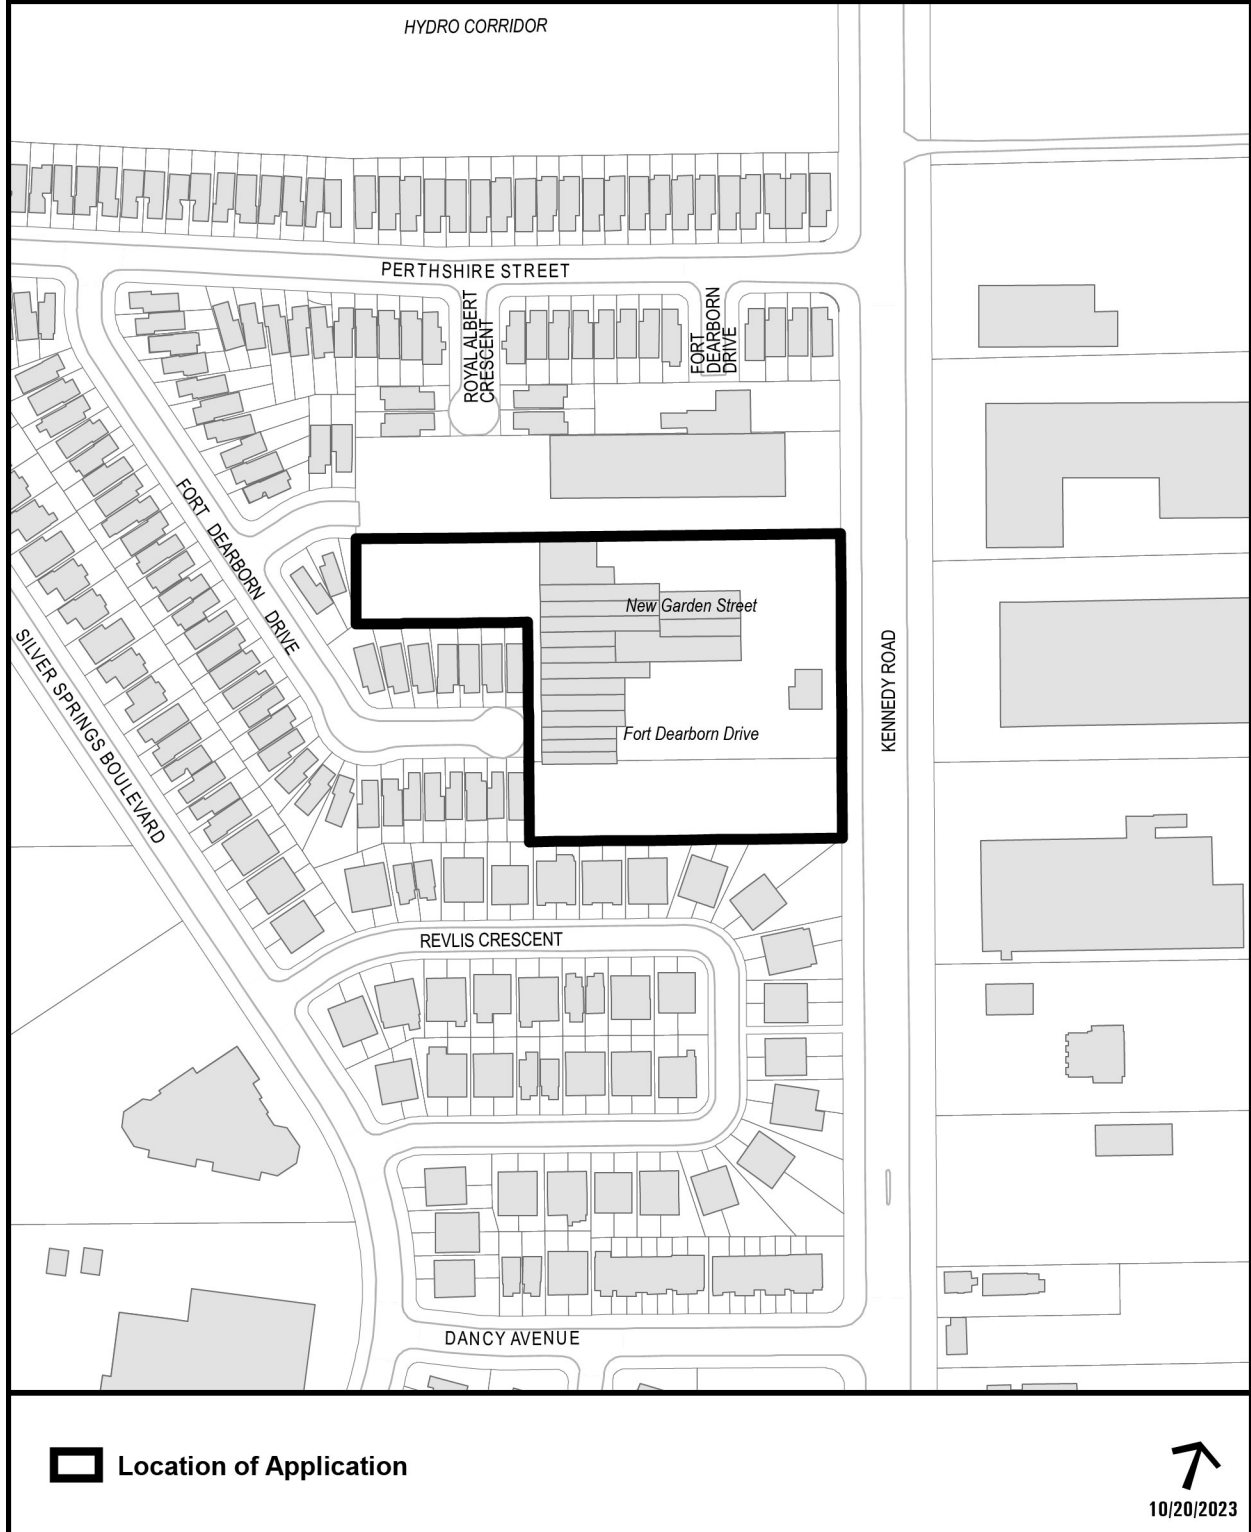 HYDRO CORRIDOR
PERTHSHIRE STREET
ROYAL ALBERT
CRESCENT
FORT
DEARBORN
DRIVE
FORT DEARBORN DRIVE
New Garden Street
KENNEDY ROAD
SILVER SPRINGS BOULEVARD
Fort Dearborn Drive
REVLIS CRESCENT
DANCY AVENUE
Location of Application
10/20/2023